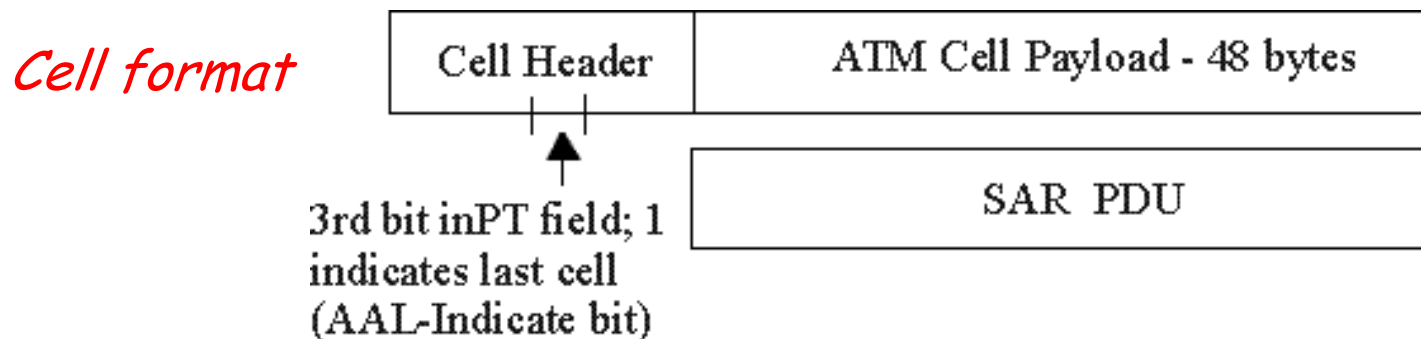 Cell format
Cell Header
ATM Cell Payload - 48 bytes
SAR PDU
3rd bit inPT field; 1
indicates last cell
(AAL-Indicate bit)